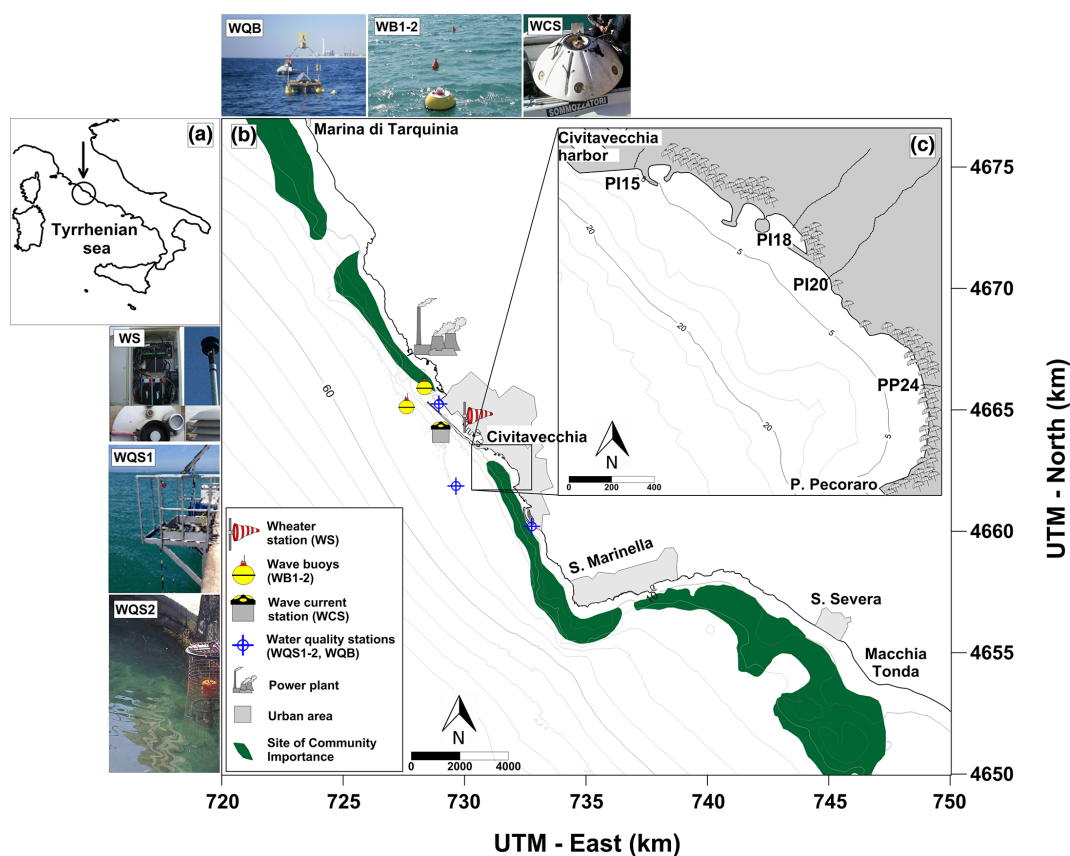 WQB
WB1-2
WCS
SOMMOZZATORI
(a)
Tyrrhenian
sea
(b)
Marina di Tarquinia
60
Civitavecchia
S. Marinella
10
S. Severa
Macchia
Tonda
(c)
Civitavecchia
harbor
PI15
5
PI18
PI20
20
5
5
20
PP24
20
5
P. Pecoraro
N
0 200 400
WS
WQS1
WQS2
Wheater
station (WS)
Wave buoys
(WB1-2)
Wave current
station (WCS)
Water quality stations
(WQS1-2, WQB)
Power plant
Urban area
Site of Community
Importance
N
0 2000 4000
4675
4670
4665
4660
4655
4650
UTM - North (km)
720 725 730 735 740 745 750
UTM - East (km)